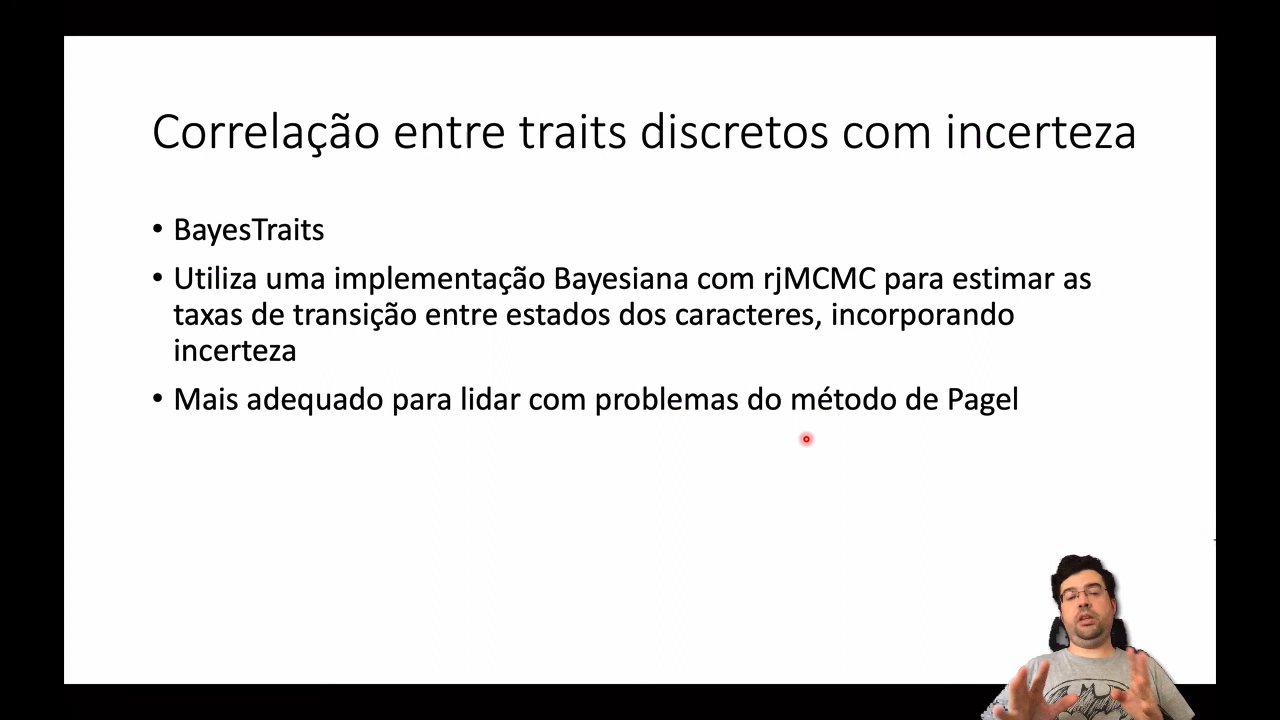 Correlação entre traits discretos com incerteza
• BayesTraits
• Utiliza uma implementação Bayesiana com rjMCMC para estimar as
taxas de transição entre estados dos caracteres, incorporando
incerteza
• Mais adequado para lidar com problemas do método de Pagel